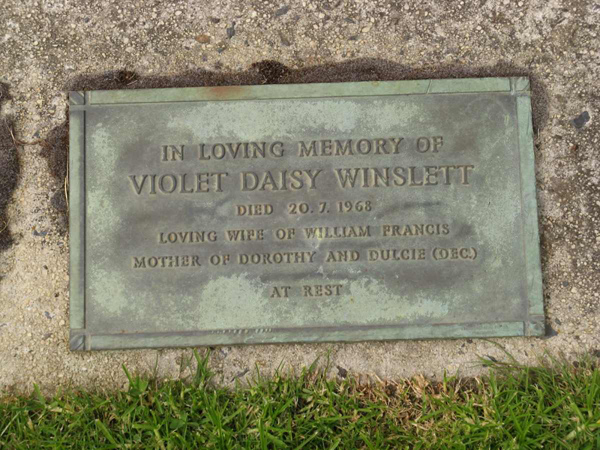 IN LOVING MEMORY OF
VIOLET DAISY WINSLETT
DIED 20.7.1968
LOVING WIFE OF WILLIAM FRANCIS
MOTHER OF DOROTHY AND DULCIE (DEC.)
AT REST